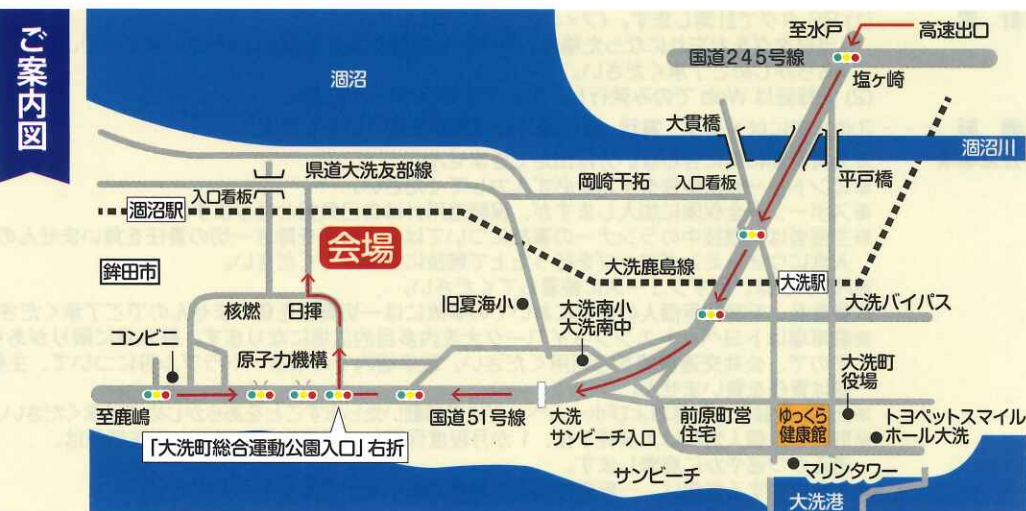 ご案内図
涸沼
至水戸
高速出口
国道245号線
塩ヶ崎
大貫橋
涸沼川
県道大洗友部線
岡崎干拓
入口看板
平戸橋
入口看板
涸沼駅
会場
鉾田市
大洗鹿島線
大洗駅
核燃
日揮
旧夏海小
大洗南小
大洗南中
大洗バイパス
コンビニ
原子力機構
大洗町
役場
至鹿嶋
国道51号線
大洗
サンビーチ入口
前原町営
住宅
ゆっくら
健康館
トヨペットスマイル
ホール大洗
「大洗町総合運動公園入口」右折
サンビーチ
マリンタワー
大洗港